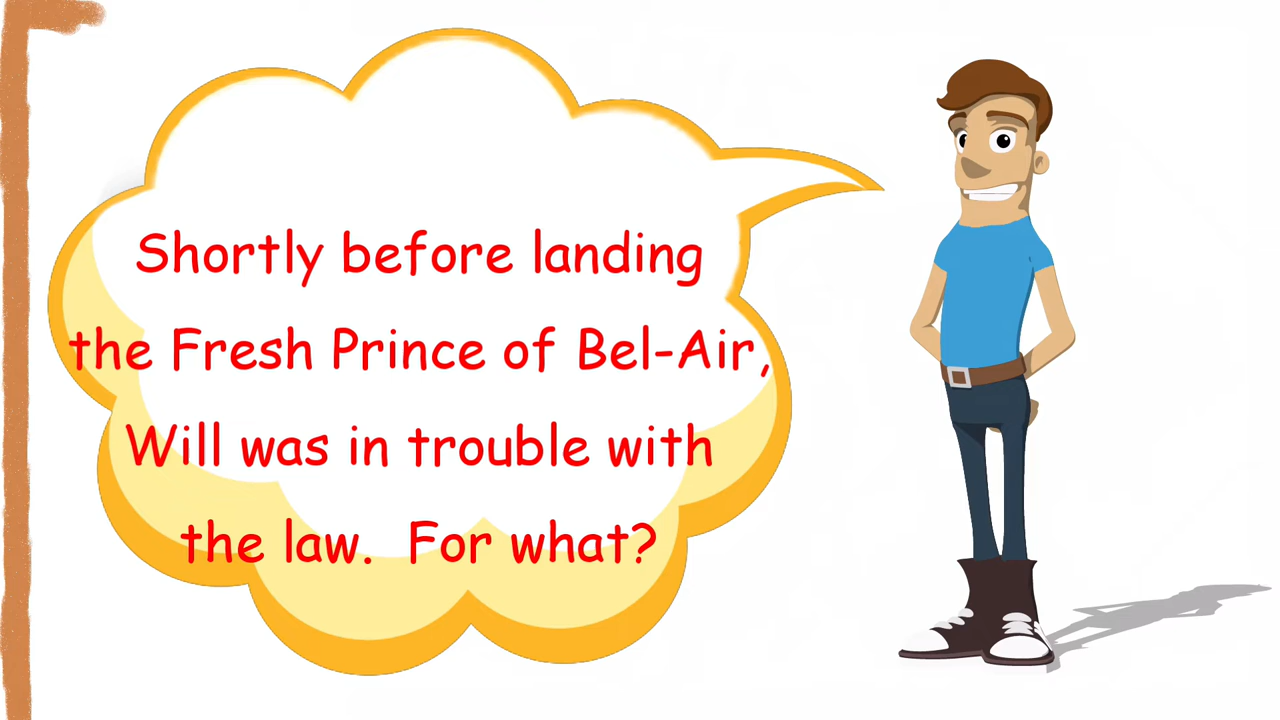 Shortly before landing
the Fresh Prince of Bel-Air,
Will was in trouble with
the law. For what?